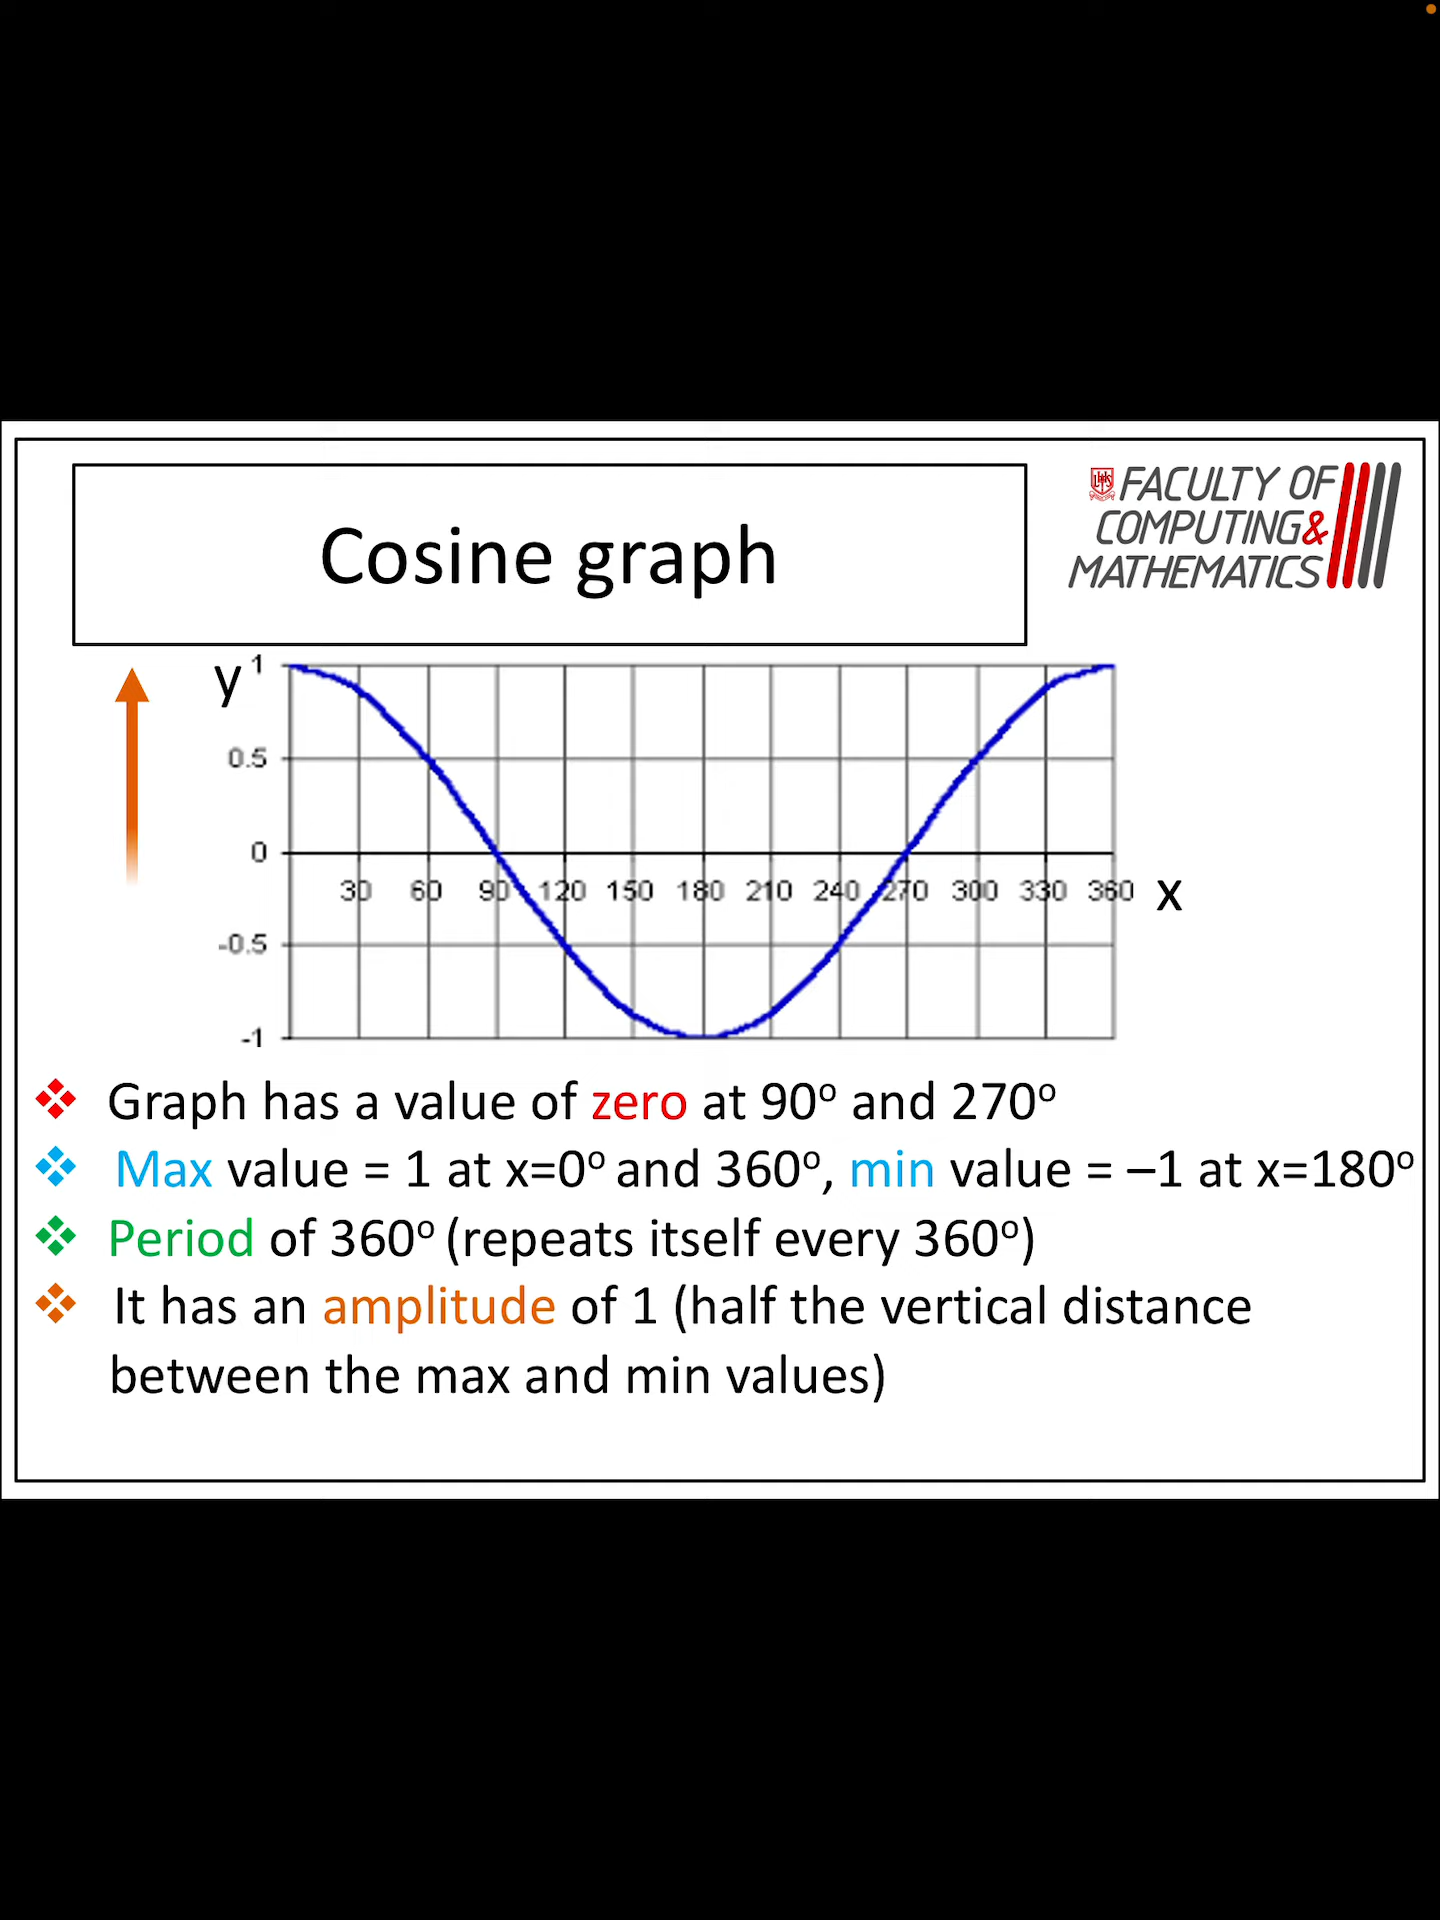 Cosine graph
FACULTY OF
COMPUTING&
MATHEMATICS
y
1
0.5
0
30 60 90 120 150 180 210 240 270 300 330 360
x
-0.5
-1
Graph has a value of zero at 90º and 270º
Max value = 1 at x=0º and 360º, min value = –1 at x=180º
Period of 360º (repeats itself every 360º)
It has an amplitude of 1 (half the vertical distance
between the max and min values)